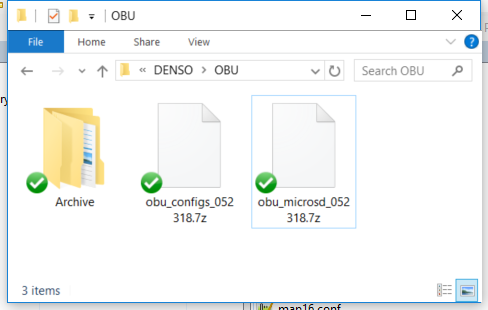 OBU
File Home Share View
« DENSO > OBU Search OBU
ry
Archive
obu_configs_052
318.7z
obu_microsd_052
318.7z
3 items
map16.conf